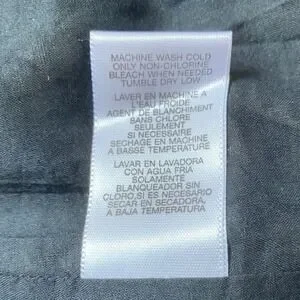 MACHINE WASH COLD
ONLY NON-CHLORINE
BLEACH WHEN NEEDED
TUMBLE DRY LOW
LAVER EN MACHINE A
L'EAU FROIDE
AGENT DE BLANCHIMENT
SANS CHLORE
SEULEMENT
SI NECESSAIRE
SECHAGE EN MACHINE
A BASSE TEMPERATURE
LAVAR EN LAVADORA
CON AGUA FRIA
SOLAMENTE
BLANQUEADOR SIN
CLORO,SI ES NECESARIO
SECAR EN SECADORA,
A BAJA TEMPERATURA